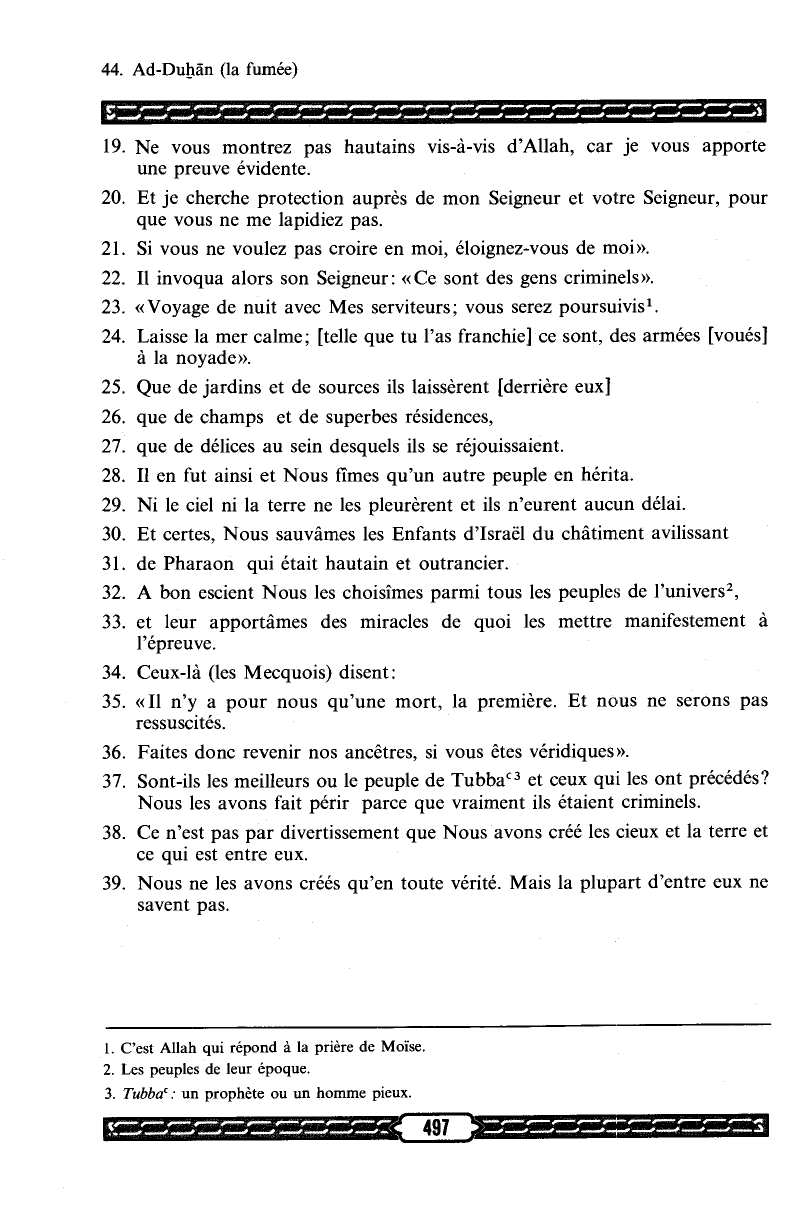 44. Ad-Duḫān (la fumée)
19. Ne vous montrez pas hautains vis-à-vis d'Allah, car je vous apporte
une preuve évidente.
20. Et je cherche protection auprès de mon Seigneur et votre Seigneur, pour
que vous ne me lapidiez pas.
21. Si vous ne voulez pas croire en moi, éloignez-vous de moi».
22. Il invoqua alors son Seigneur: «Ce sont des gens criminels».
23. «Voyage de nuit avec Mes serviteurs; vous serez poursuivis¹.
24. Laisse la mer calme; [telle que tu l'as franchie] ce sont, des armées [voués]
à la noyade».
25. Que de jardins et de sources ils laissèrent [derrière eux]
26. que de champs et de superbes résidences,
27. que de délices au sein desquels ils se réjouissaient.
28. Il en fut ainsi et Nous fîmes qu'un autre peuple en hérita.
29. Ni le ciel ni la terre ne les pleurèrent et ils n'eurent aucun délai.
30. Et certes, Nous sauvâmes les Enfants d'Israël du châtiment avilissant
31. de Pharaon qui était hautain et outrancier.
32. A bon escient Nous les choisîmes parmi tous les peuples de l'univers²,
33. et leur apportâmes des miracles de quoi les mettre manifestement à
l'épreuve.
34. Ceux-là (les Mecquois) disent:
35. «Il n'y a pour nous qu'une mort, la première. Et nous ne serons pas
ressuscités.
36. Faites donc revenir nos ancêtres, si vous êtes véridiques».
37. Sont-ils les meilleurs ou le peuple de Tubbaᶜ³ et ceux qui les ont précédés?
Nous les avons fait périr parce que vraiment ils étaient criminels.
38. Ce n'est pas par divertissement que Nous avons créé les cieux et la terre et
ce qui est entre eux.
39. Nous ne les avons créés qu'en toute vérité. Mais la plupart d'entre eux ne
savent pas.
1. C'est Allah qui répond à la prière de Moïse.
2. Les peuples de leur époque.
3. Tubbaᶜ: un prophète ou un homme pieux.
497